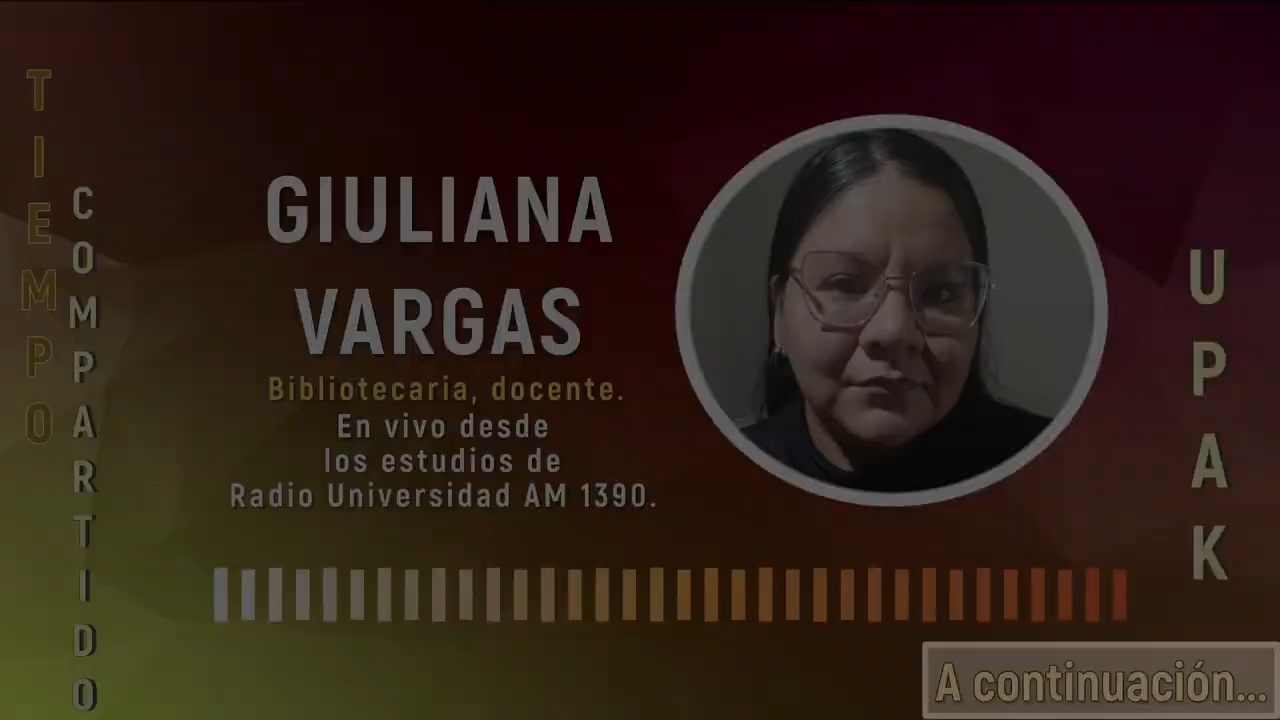 TIEMPO
COMPARTIDO
GIULIANA
VARGAS
Bibliotecaria, docente.
En vivo desde
los estudios de
Radio Universidad AM 1390.
UPAK
A continuación...